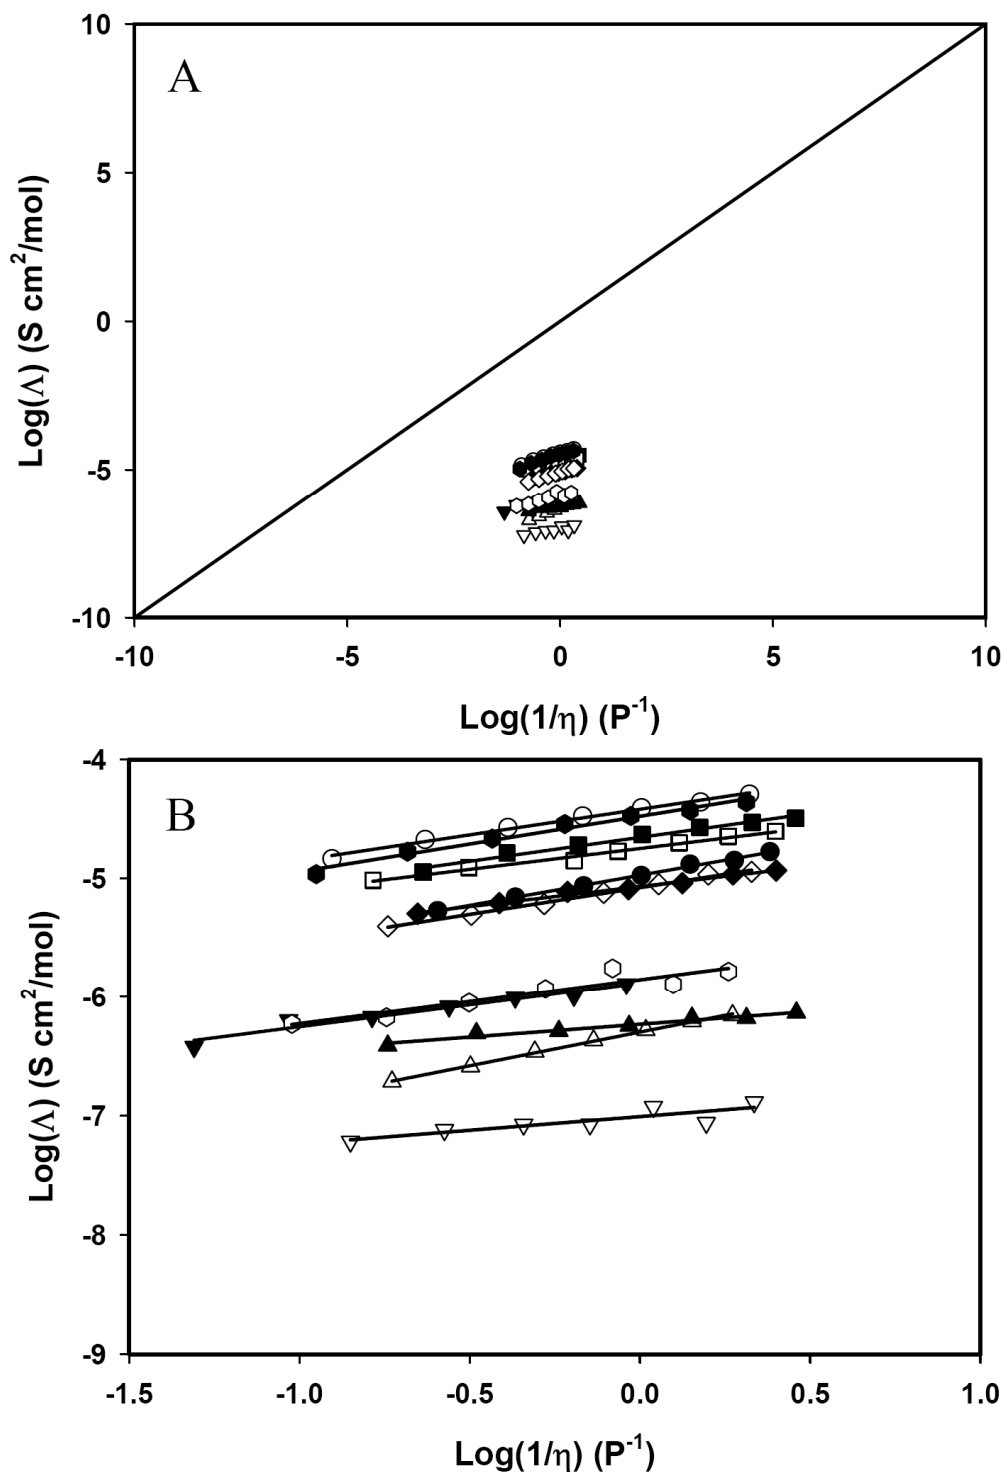 A
10
5
0
-5
-10
Log(Λ) (S cm²/mol)
-10 -5 0 5 10
Log(1/η) (P⁻¹)
B
-4
-5
-6
-7
-8
-9
Log(Λ) (S cm²/mol)
-1.5 -1.0 -0.5 0.0 0.5 1.0
Log(1/η) (P⁻¹)